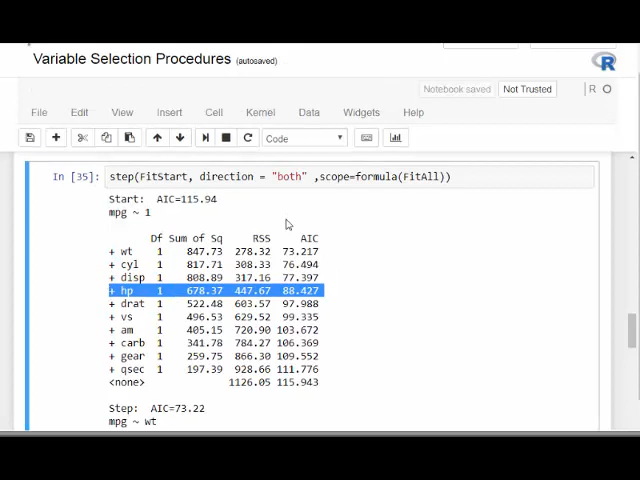 Variable Selection Procedures (autosaved)
R
Notebook saved Not Trusted R
File Edit View Insert Cell Kernel Data Widgets Help
Code
In [35]: step(FitStart, direction = "both" ,scope=formula(FitAll))
Start: AIC=115.94
mpg ~ 1
Df Sum of Sq RSS AIC
+ wt 1 847.73 278.32 73.217
+ cyl 1 817.71 308.33 76.494
+ disp 1 808.89 317.16 77.397
+ hp 1 678.37 447.67 88.427
+ drat 1 522.48 603.57 97.988
+ vs 1 496.53 629.52 99.335
+ am 1 405.15 720.90 103.672
+ carb 1 341.78 784.27 106.369
+ gear 1 259.75 866.30 109.552
+ qsec 1 197.39 928.66 111.776
<none> 1126.05 115.943
Step: AIC=73.22
mpg ~ wt